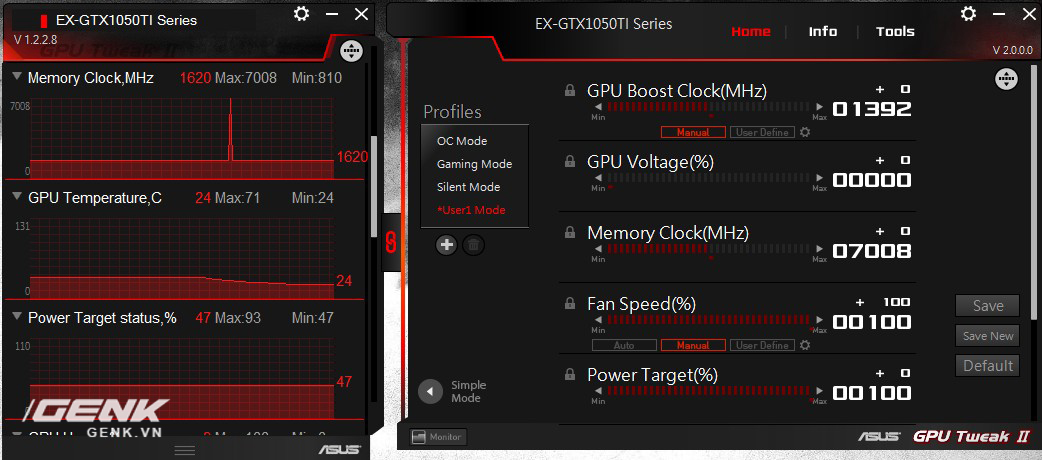 EX-GTX1050TI Series
V 1.2.2.8
GPU Tweak II
Memory Clock,MHz 1620 Max:7008 Min:810
7008
1620
0
GPU Temperature,C 24 Max:71 Min:24
131
24
0
Power Target status,% 47 Max:93 Min:47
110
47
GENK
GENK.VN
ASUS
EX-GTX1050TI Series
Home Info Tools
V 2.0.0.0
Profiles
OC Mode
Gaming Mode
Silent Mode
*User1 Mode
Simple
Mode
GPU Boost Clock(MHz) + 0
01392
Min Max
Manual User Define
GPU Voltage(%) + 0
00000
Min Max
Memory Clock(MHz) + 0
07008
Min Max
Fan Speed(%) + 100
00100
Min Max
Auto Manual User Define
Power Target(%) + 0
00100
Min Max
Save
Save New
Default
Monitor
ASUS GPU Tweak II